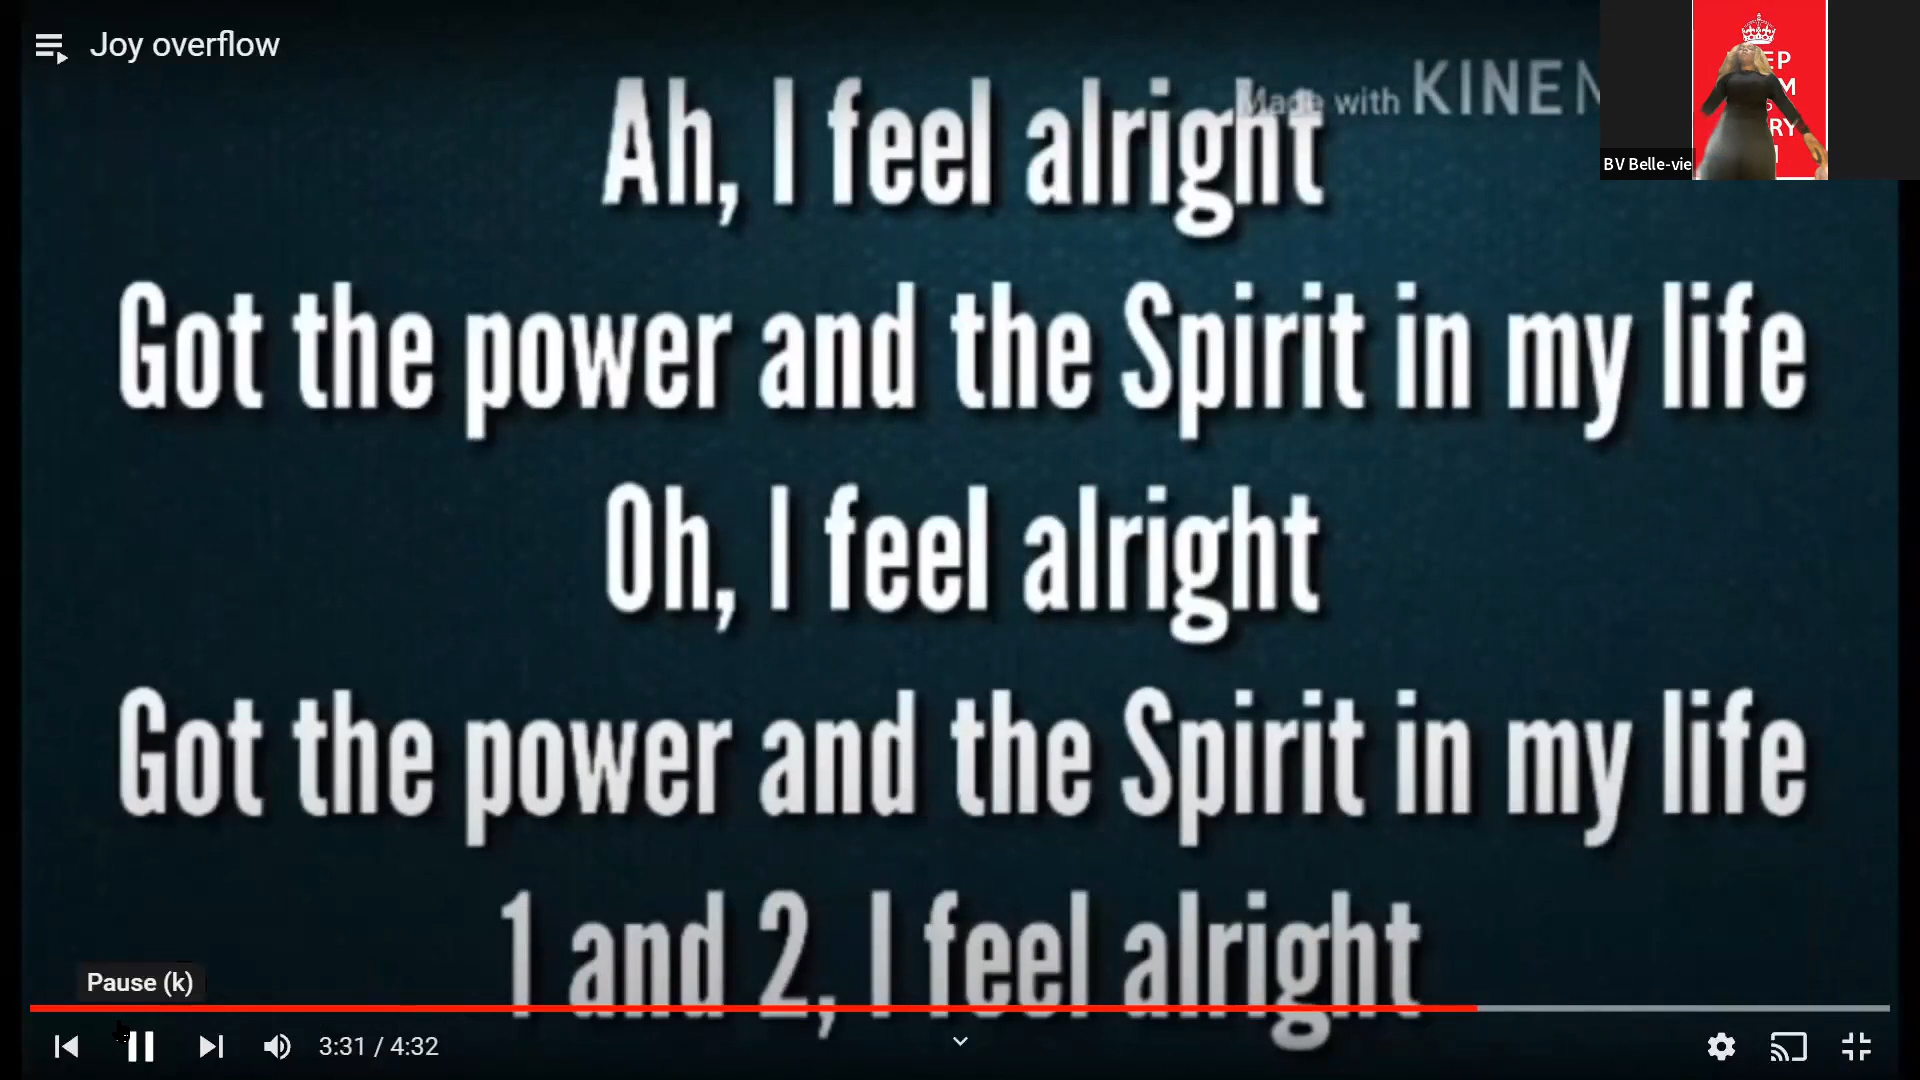 Joy overflow
Made with KINEM
Ah, I feel alright
Got the power and the Spirit in my life
Oh, I feel alright
Got the power and the Spirit in my life
1 and 2, I feel alright
BV Belle-vie
Pause (k)
3:31 / 4:32